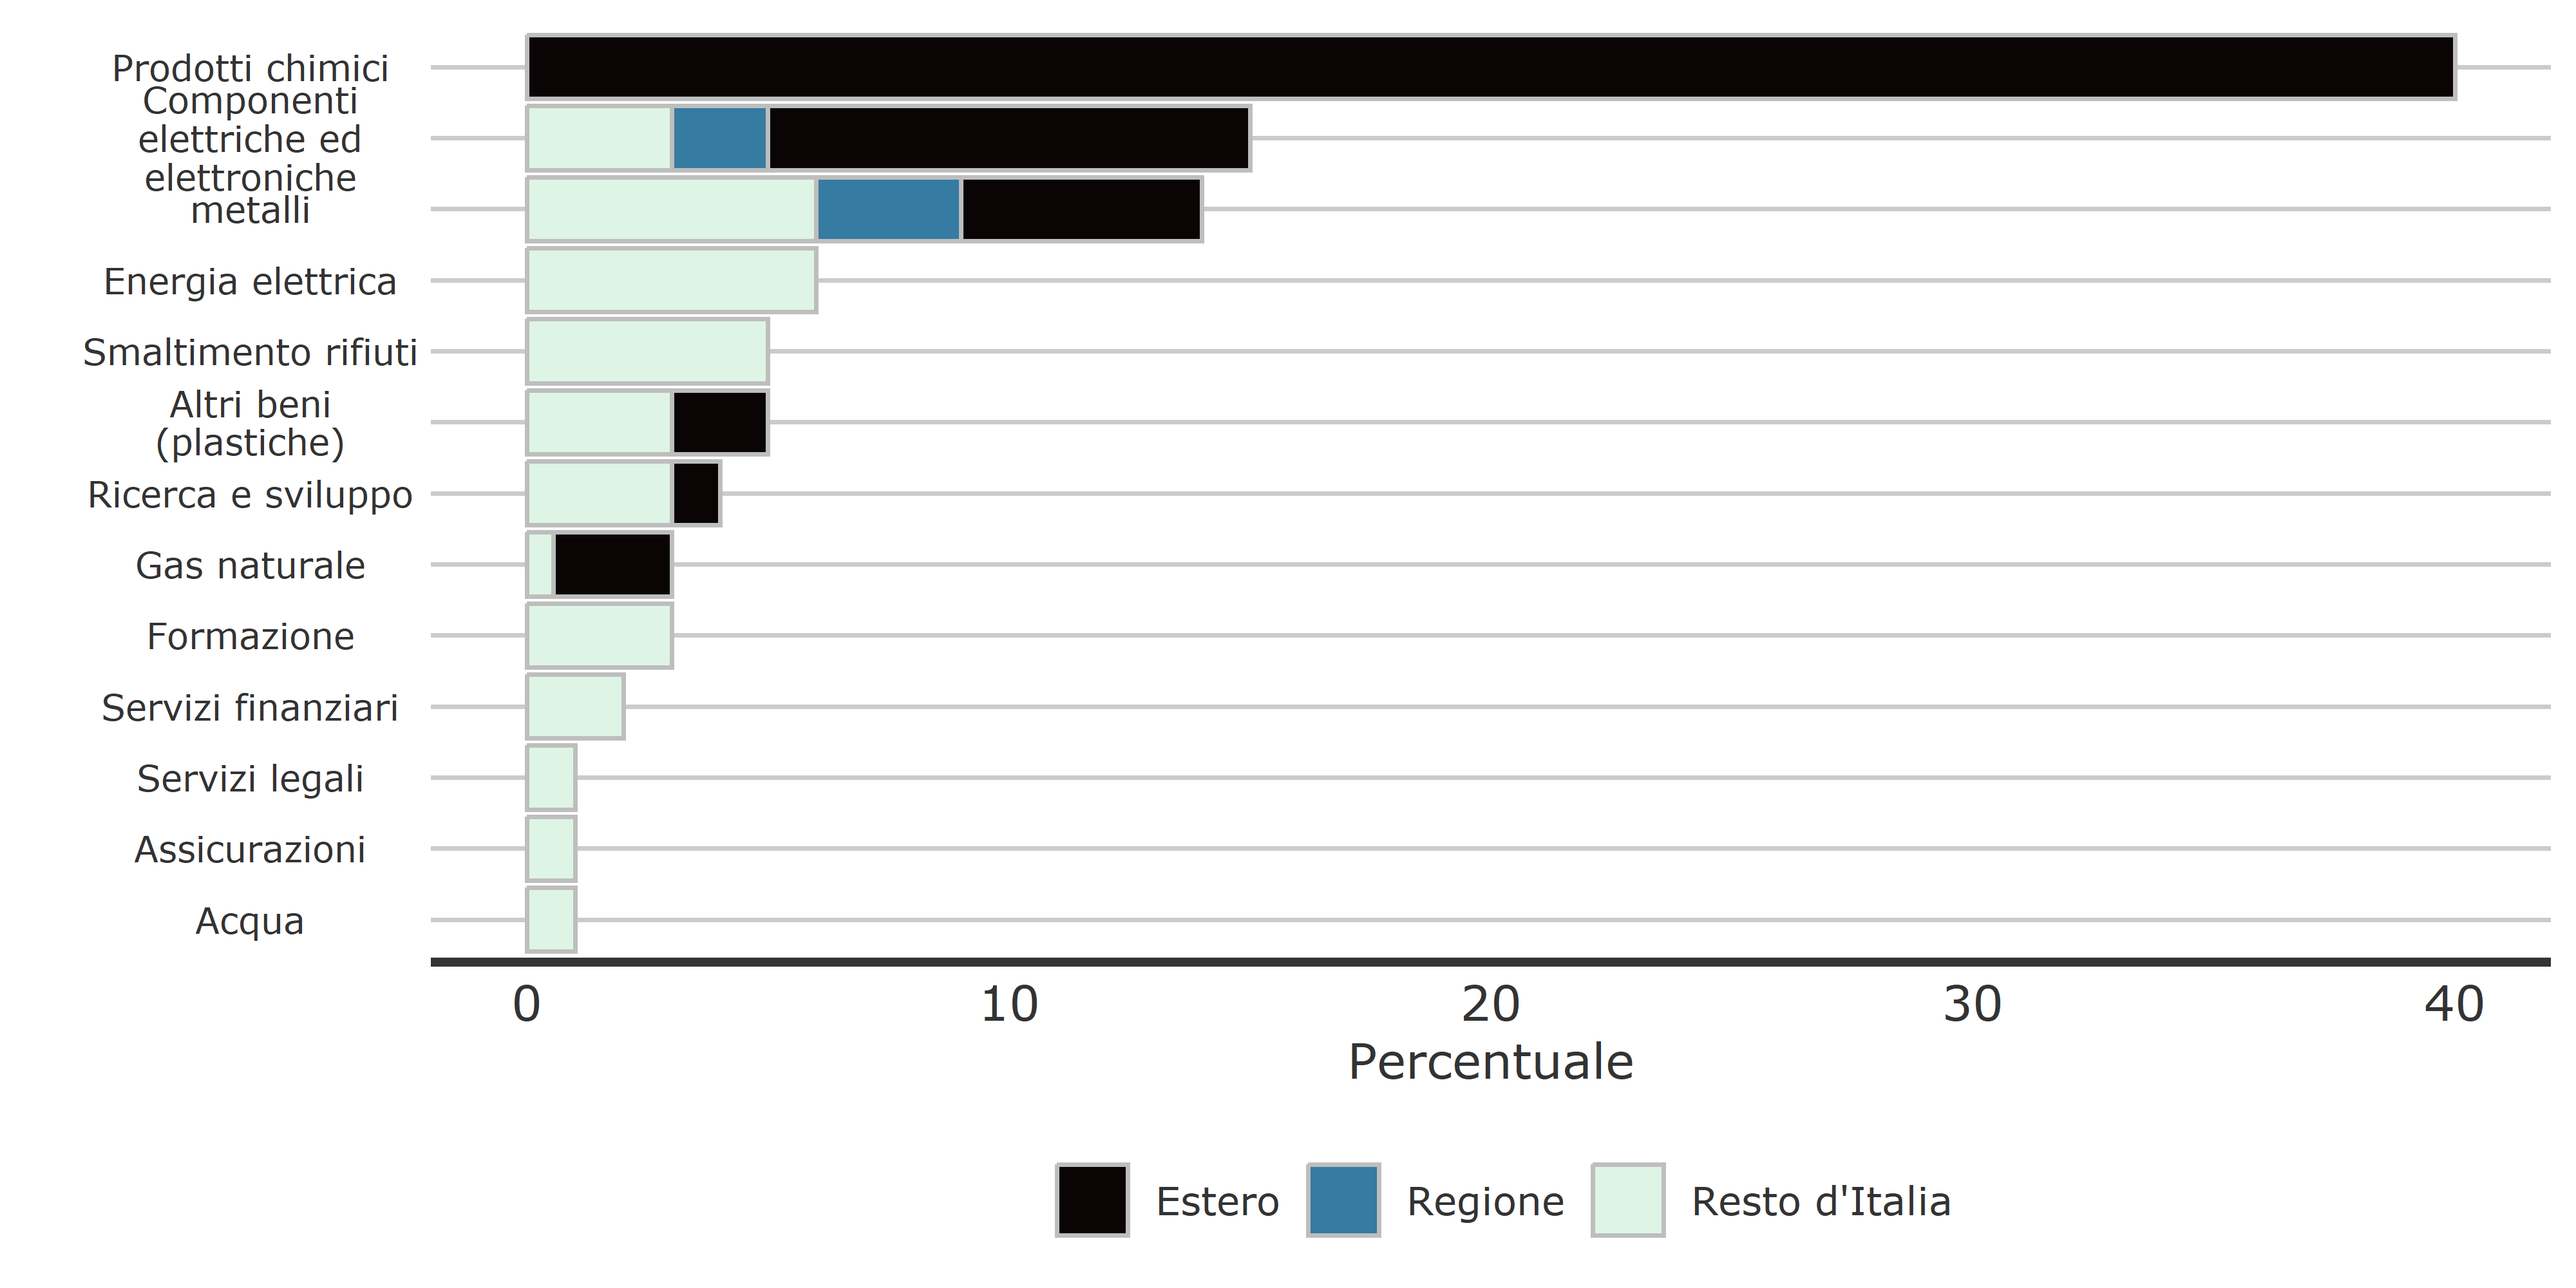 Prodotti chimici
Componenti
elettriche ed
elettroniche
metalli
Energia elettrica
Smaltimento rifiuti
Altri beni
(plastiche)
Ricerca e sviluppo
Gas naturale
Formazione
Servizi finanziari
Servizi legali
Assicurazioni
Acqua
0 10 20 30 40
Percentuale
Estero Regione Resto d'Italia